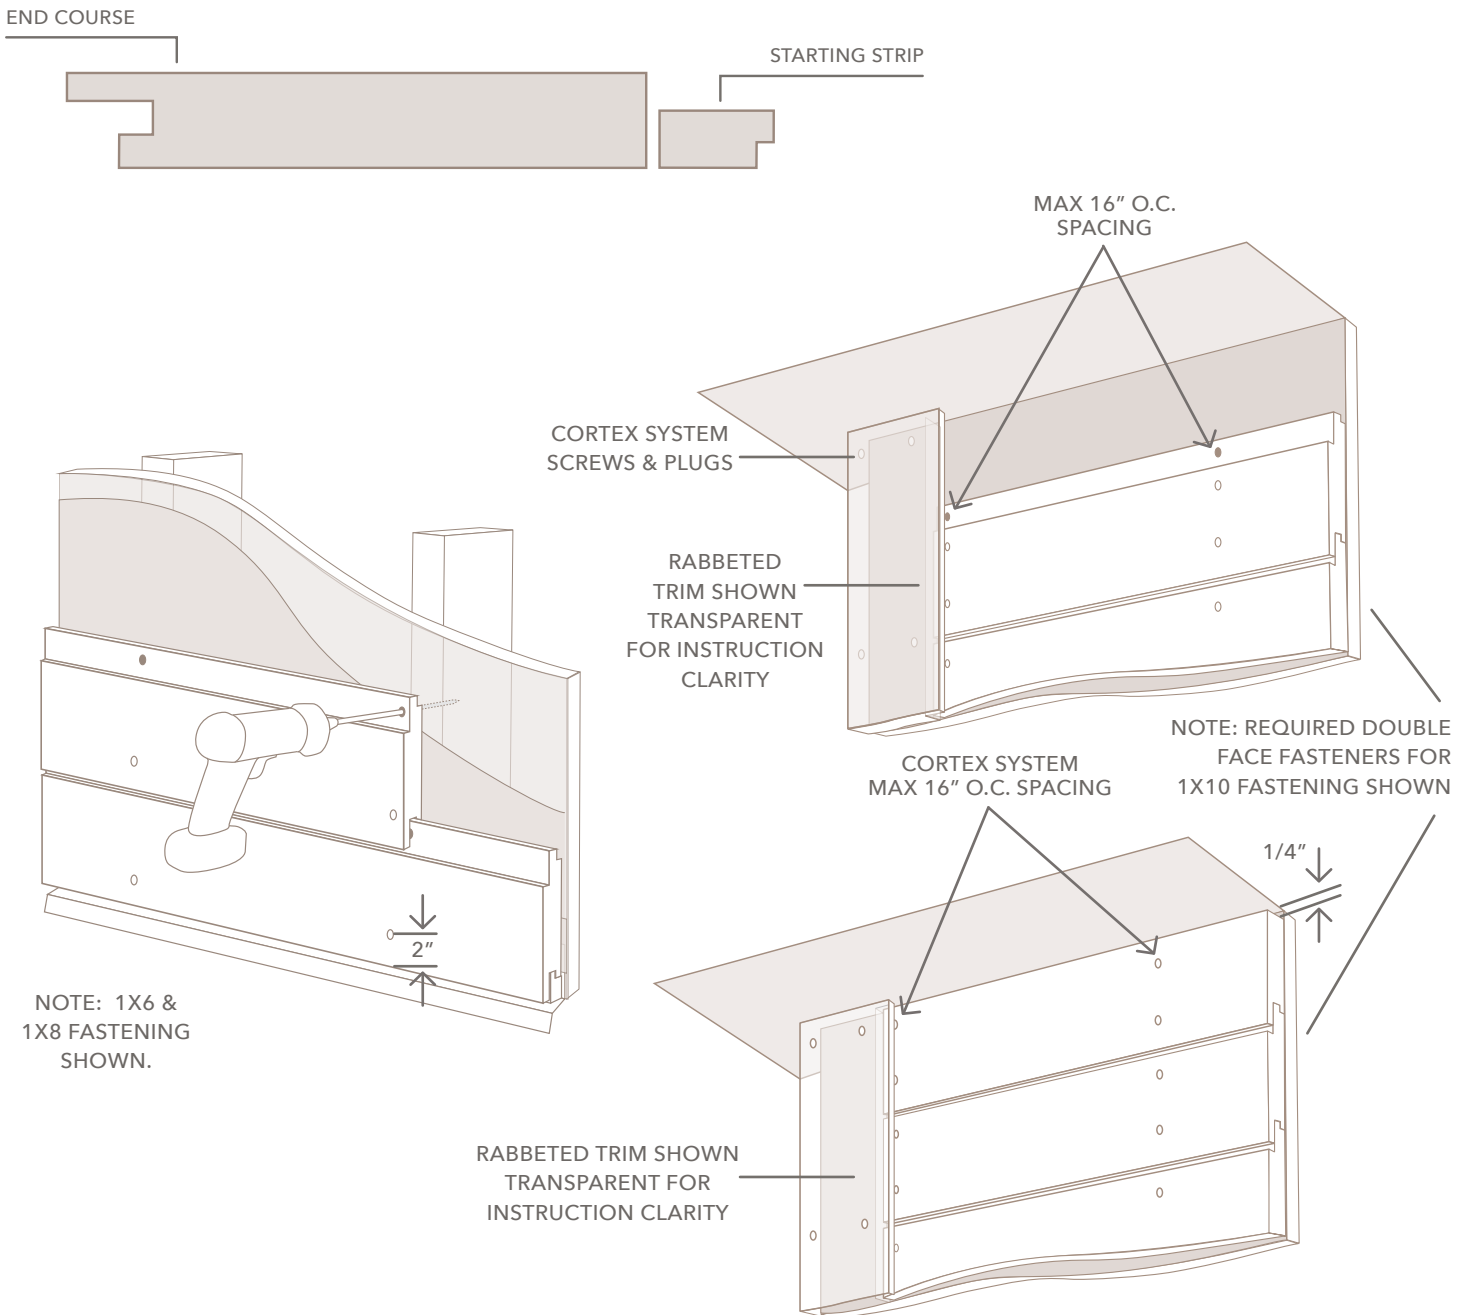 END COURSE
STARTING STRIP
MAX 16” O.C.
SPACING
CORTEX SYSTEM
SCREWS & PLUGS
RABBETED
TRIM SHOWN
TRANSPARENT
FOR INSTRUCTION
CLARITY
NOTE: REQUIRED DOUBLE
FACE FASTENERS FOR
1X10 FASTENING SHOWN
CORTEX SYSTEM
MAX 16” O.C. SPACING
1/4”
2”
NOTE: 1X6 &
1X8 FASTENING
SHOWN.
RABBETED TRIM SHOWN
TRANSPARENT FOR
INSTRUCTION CLARITY